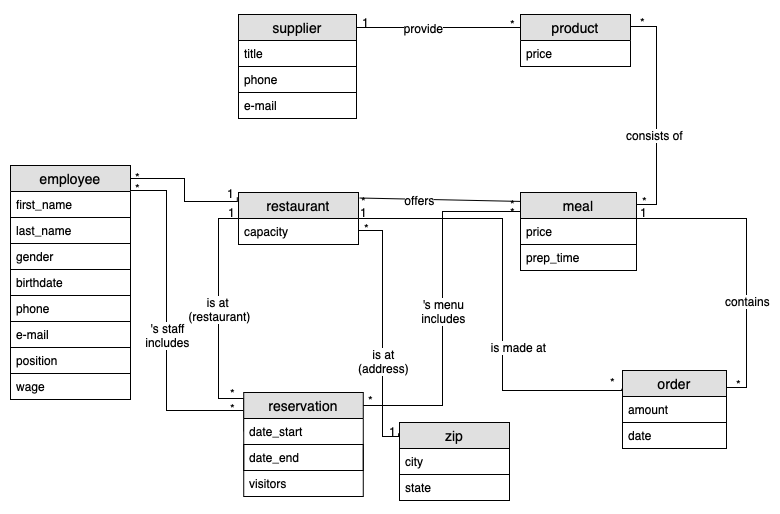 supplier
title
phone
e-mail
1
provide
*
product
price
*
consists of
*
employee
first_name
last_name
gender
birthdate
phone
e-mail
position
wage
*
*
1
1
restaurant
capacity
*
1
*
offers
*
*
meal
price
prep_time
1
is at
(restaurant)
's staff
includes
's menu
includes
is at
(address)
is made at
contains
*
*
reservation
date_start
date_end
visitors
*
1
zip
city
state
*
order
amount
date
*